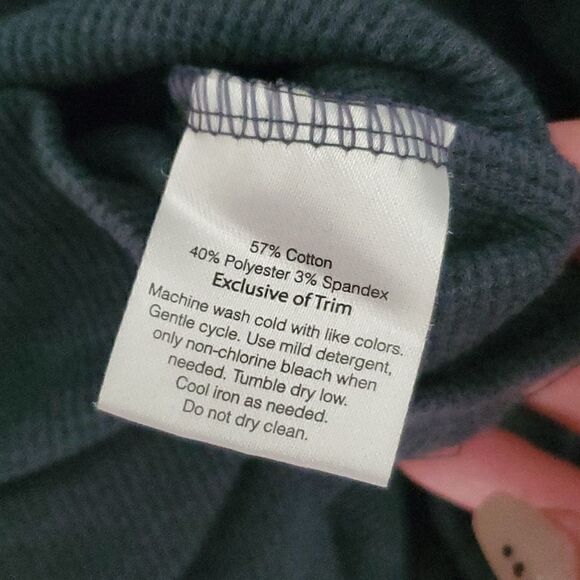 57% Cotton
40% Polyester 3% Spandex
Exclusive of Trim
Machine wash cold with like colors.
Gentle cycle. Use mild detergent,
only non-chlorine bleach when
needed. Tumble dry low.
Cool iron as needed.
Do not dry clean.